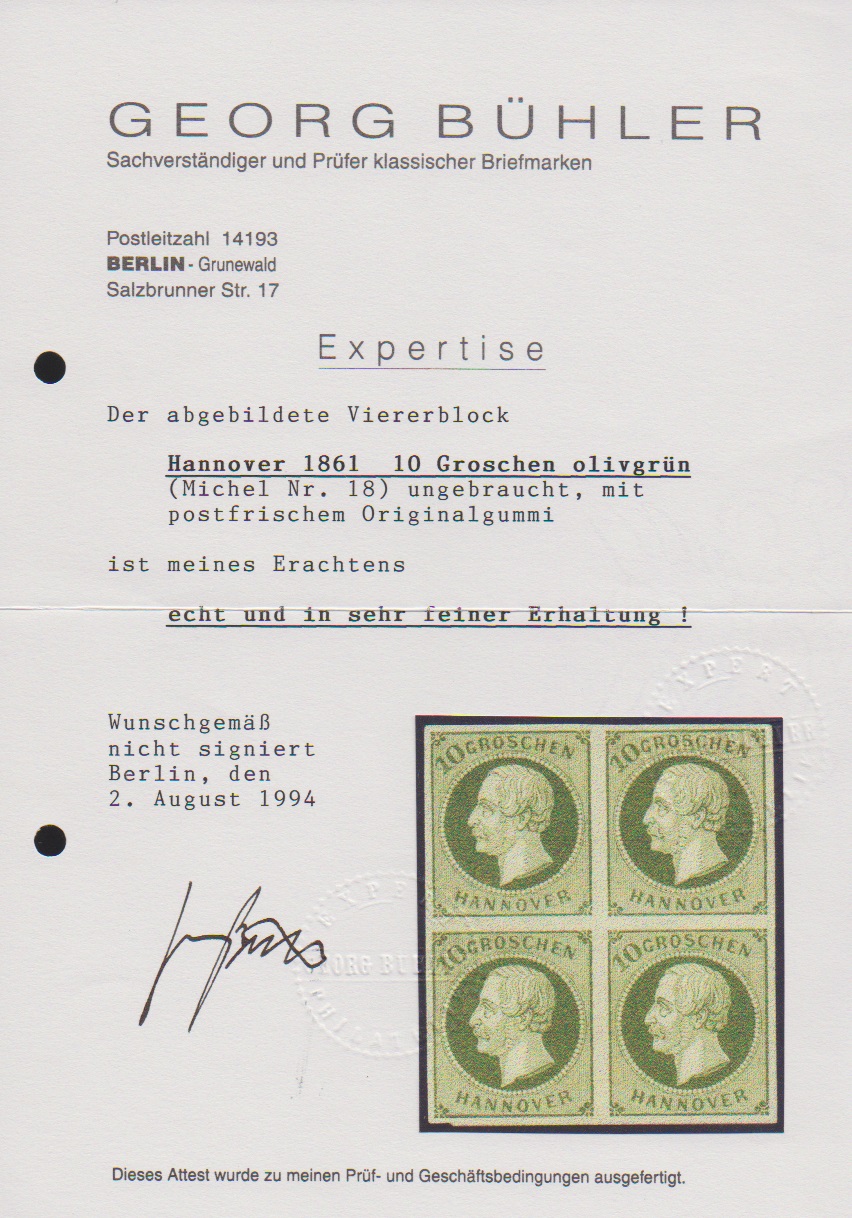 GEORG BÜHLER
Sachverständiger und Prüfer klassischer Briefmarken
Postleitzahl 14193
BERLIN - Grunewald
Salzbrunner Str. 17
Expertise
Der abgebildete Viererblock
Hannover 1861 10 Groschen olivgrün
(Michel Nr. 18) ungebraucht, mit
postfrischem Originalgummi
ist meines Erachtens
echt und in sehr feiner Erhaltung !
Wunschgemäß
nicht signiert
Berlin, den
2. August 1994
10 GROSCHEN
HANNOVER
10 GROSCHEN
HANNOVER
10 GROSCHEN
HANNOVER
10 GROSCHEN
HANNOVER
EXPERT
EXPERT
GEORG
Dieses Attest wurde zu meinen Prüf- und Geschäftsbedingungen ausgefertigt.